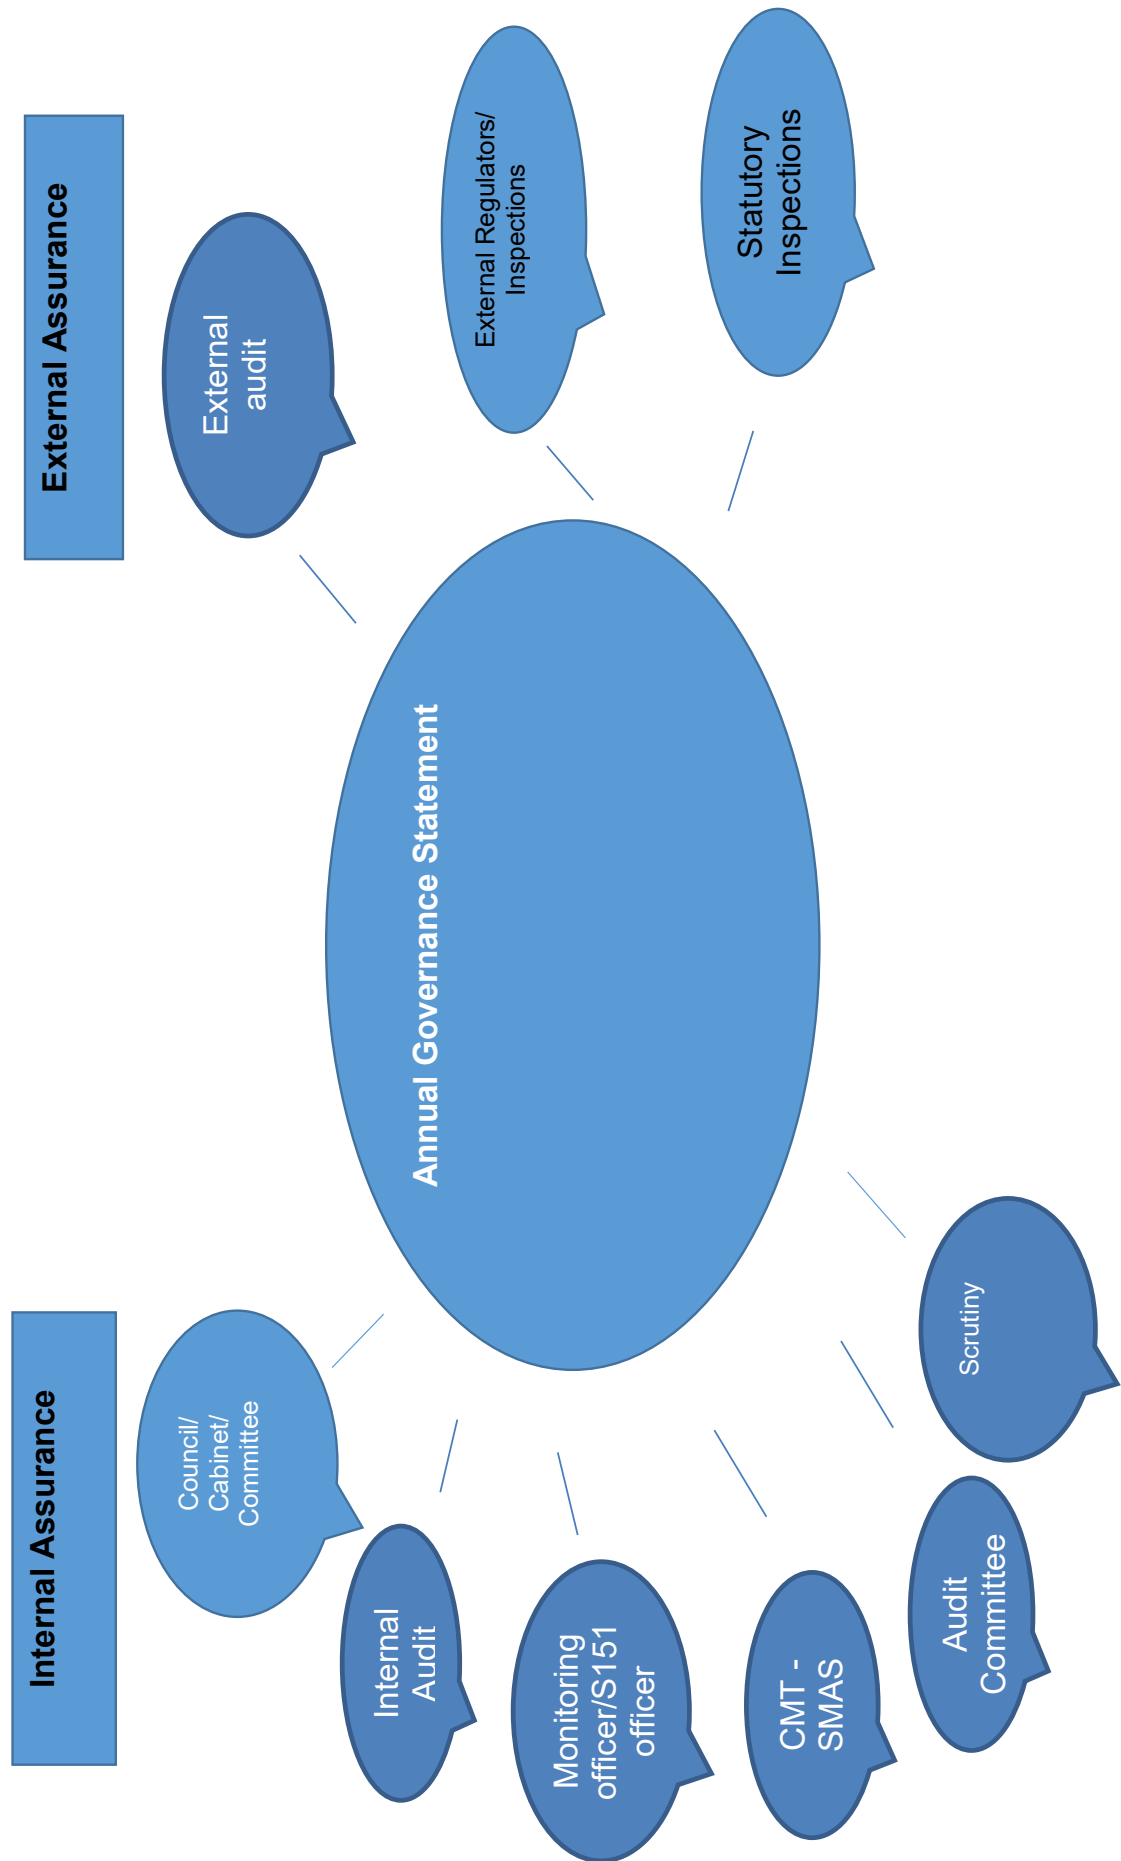 Internal Assurance
External Assurance
Council/
Cabinet/
Committee
Internal
Audit
Monitoring
officer/S151
officer
CMT -
SMAS
Audit
Committee
Scrutiny
Annual Governance Statement
External
audit
External Regulators/
Inspections
Statutory
Inspections